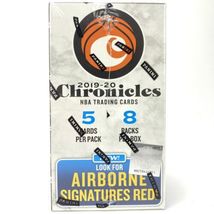 2019-20
Chronicles
NBA TRADING CARDS
5 8
CARDS PACKS
PER PACK PER BOX
NEW!
LOOK FOR
AIRBORNE
SIGNATURES RED!